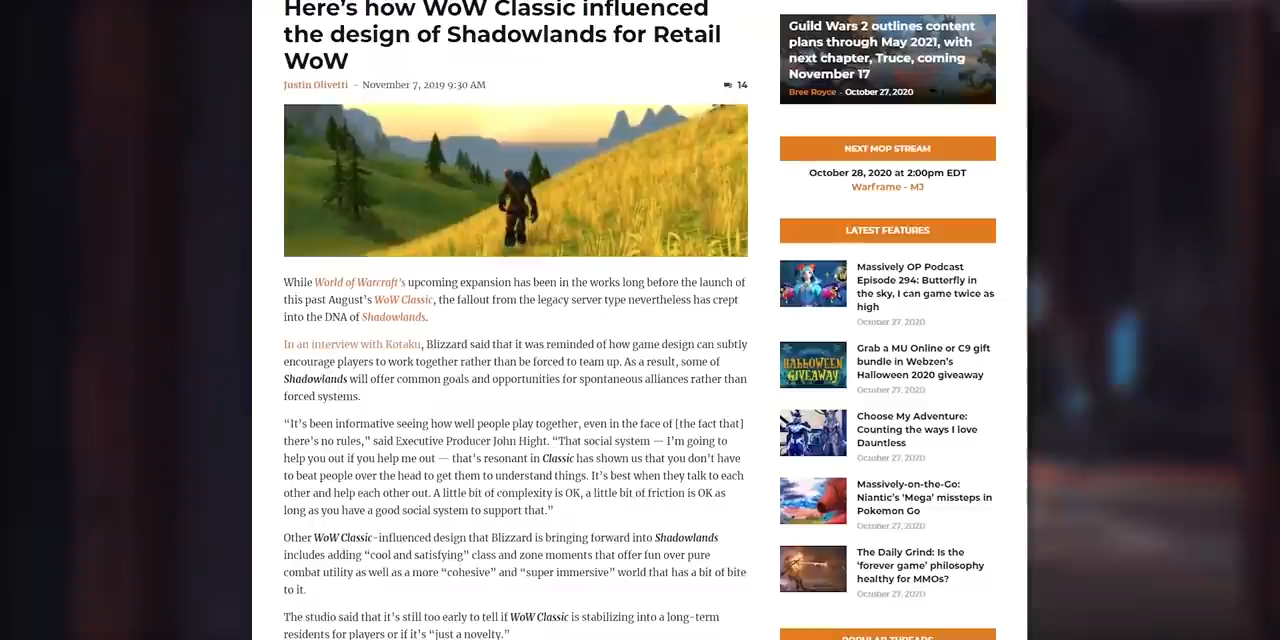 Here’s how WoW Classic influenced
the design of Shadowlands for Retail
WoW
Justin Olivetti - November 7, 2019 9:30 AM
14
While World of Warcraft’s upcoming expansion has been in the works long before the launch of
this past August’s WoW Classic, the fallout from the legacy server type nevertheless has crept
into the DNA of Shadowlands.
In an interview with Kotaku, Blizzard said that it was reminded of how game design can subtly
encourage players to work together rather than be forced to team up. As a result, some of
Shadowlands will offer common goals and opportunities for spontaneous alliances rather than
forced systems.
“It’s been informative seeing how well people play together, even in the face of [the fact that]
there’s no rules,” said Executive Producer John Hight. “That social system — I’m going to
help you out if you help me out — that’s resonant in Classic has shown us that you don’t have
to beat people over the head to get them to understand things. It’s best when they talk to each
other and help each other out. A little bit of complexity is OK, a little bit of friction is OK as
long as you have a good social system to support that.”
Other WoW Classic-influenced design that Blizzard is bringing forward into Shadowlands
includes adding “cool and satisfying” class and zone moments that offer fun over pure
combat utility as well as a more “cohesive” and “super immersive” world that has a bit of bite
to it.
The studio said that it’s still too early to tell if WoW Classic is stabilizing into a long-term
residents for players or if it’s “just a novelty.”
Guild Wars 2 outlines content
plans through May 2021, with
next chapter, Truce, coming
November 17
Bree Royce - October 27, 2020
NEXT MOP STREAM
October 28, 2020 at 2:00pm EDT
Warframe - MJ
LATEST FEATURES
Massively OP Podcast
Episode 294: Butterfly in
the sky, I can game twice as
high
October 27, 2020
HALLOWEEN
GIVEAWAY
Grab a MU Online or C9 gift
bundle in Webzen’s
Halloween 2020 giveaway
October 27, 2020
Choose My Adventure:
Counting the ways I love
Dauntless
October 27, 2020
Massively-on-the-Go:
Niantic’s ‘Mega’ missteps in
Pokemon Go
October 27, 2020
The Daily Grind: Is the
‘forever game’ philosophy
healthy for MMOs?
October 27, 2020
POPULAR THREADS